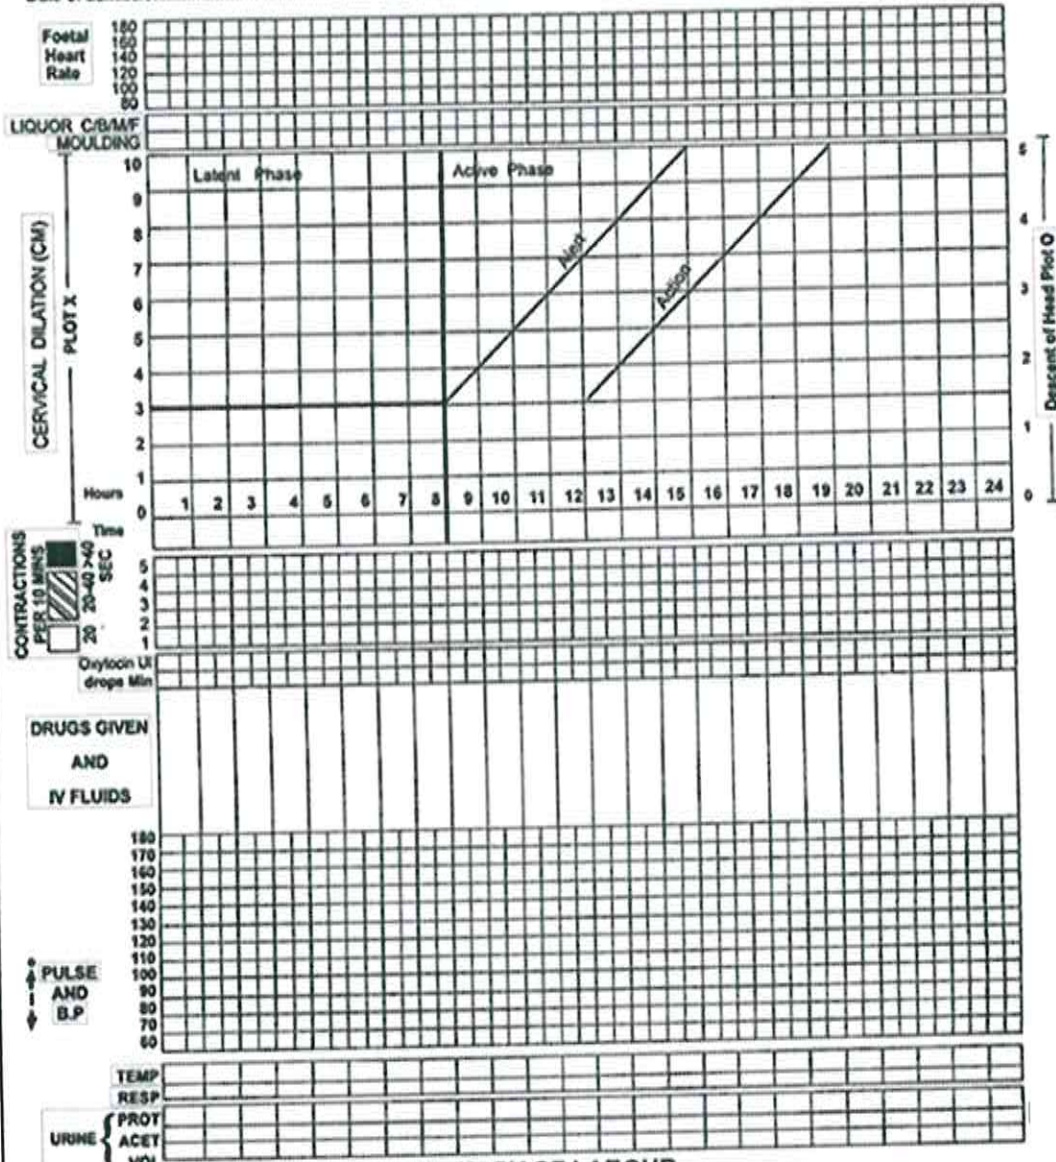 Foetal
Heart
Rate
180
160
140
120
100
80
LIQUOR C/B/M/F
MOULDING
CERVICAL DILATION (CM)
PLOT X
10
9
8
7
6
5
4
3
2
1
0
Latent Phase
Active Phase
Alert
Action
5
4
3
2
1
0
Descent of Head Plot O
Hours
1 2 3 4 5 6 7 8 9 10 11 12 13 14 15 16 17 18 19 20 21 22 23 24
Time
CONTRACTIONS
PER 10 MINS
20 20-40 >40
SEC
5
4
3
2
1
Oxytocin UI
drops Min
DRUGS GIVEN
AND
IV FLUIDS
180
170
160
150
140
130
120
110
100
90
80
70
60
PULSE
AND
B.P
TEMP
RESP
URINE
PROT
ACET
VOL